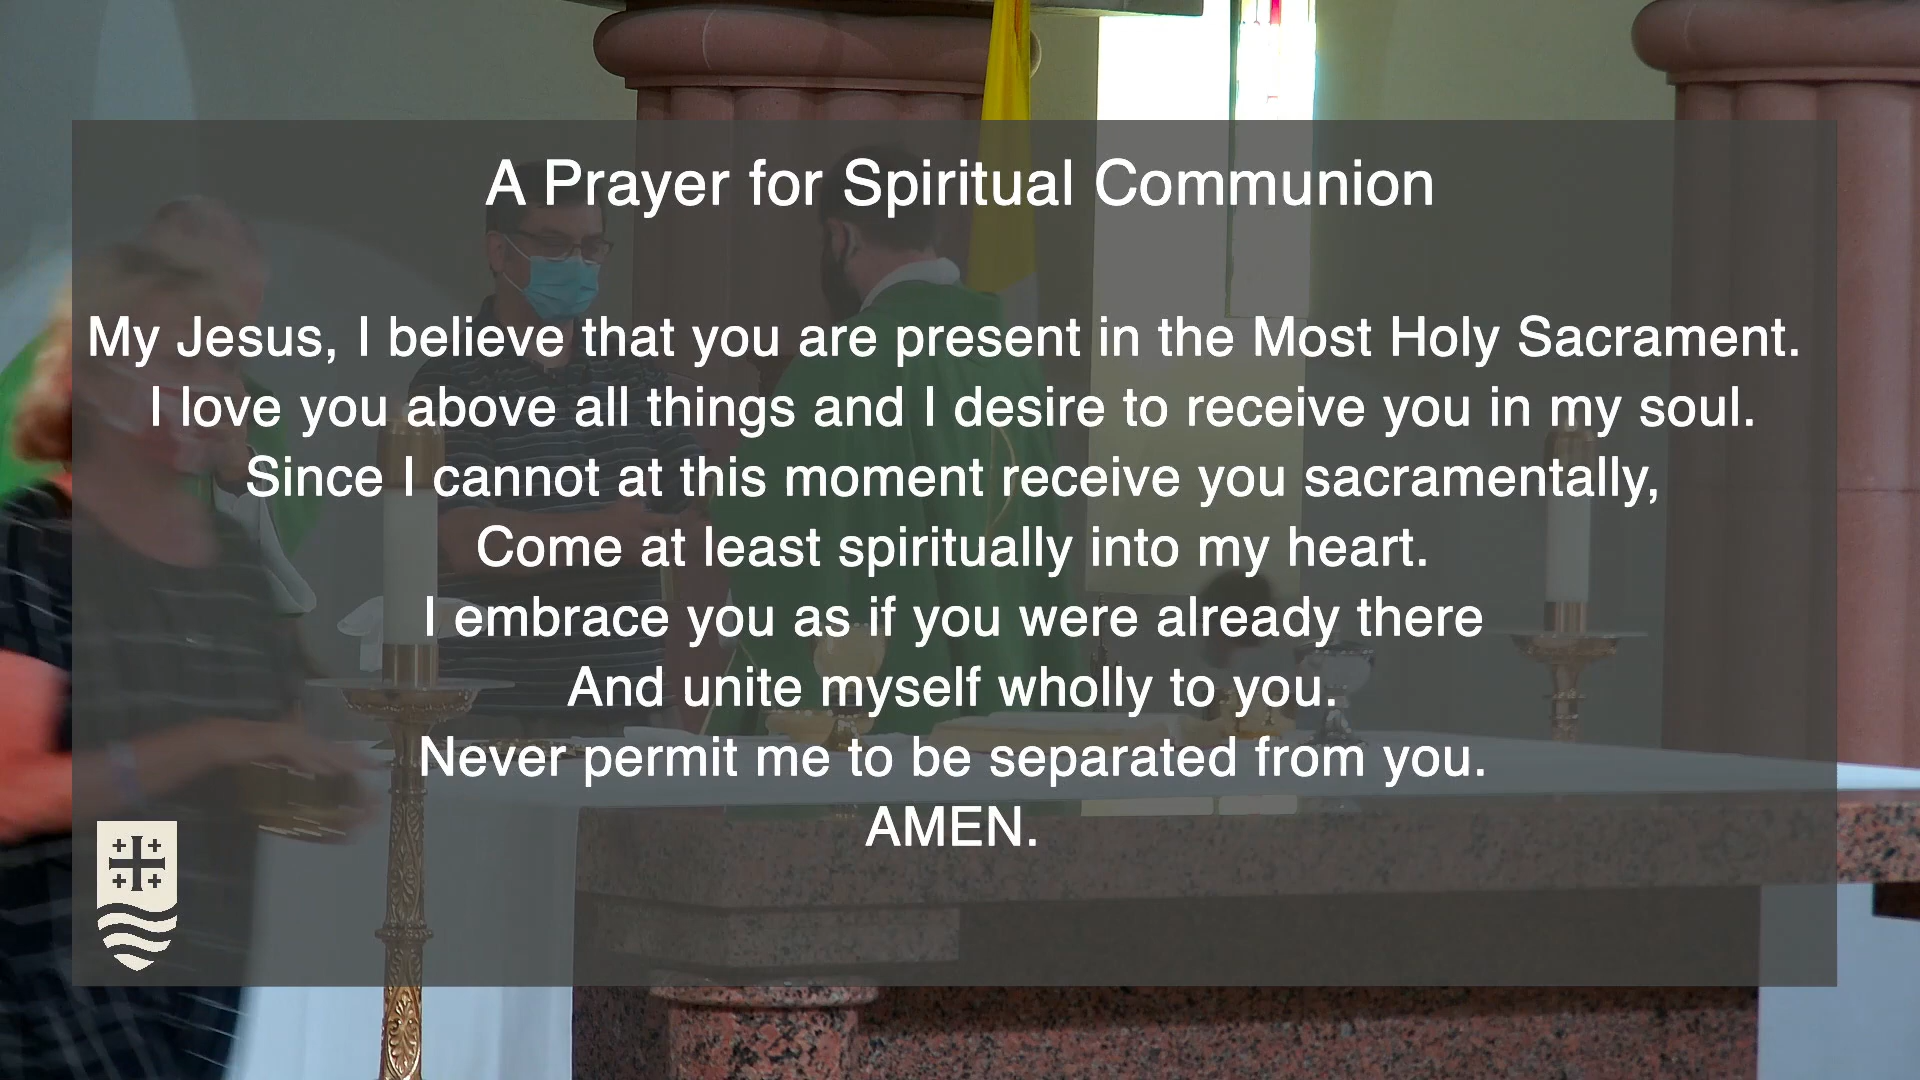 A Prayer for Spiritual Communion
My Jesus, I believe that you are present in the Most Holy Sacrament.
I love you above all things and I desire to receive you in my soul.
Since I cannot at this moment receive you sacramentally,
Come at least spiritually into my heart.
I embrace you as if you were already there
And unite myself wholly to you.
Never permit me to be separated from you.
AMEN.